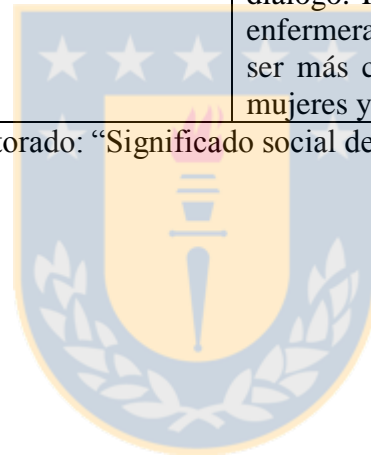 diálogo.
enfermera
ser más c
mujeres y
torado: “Significado social de